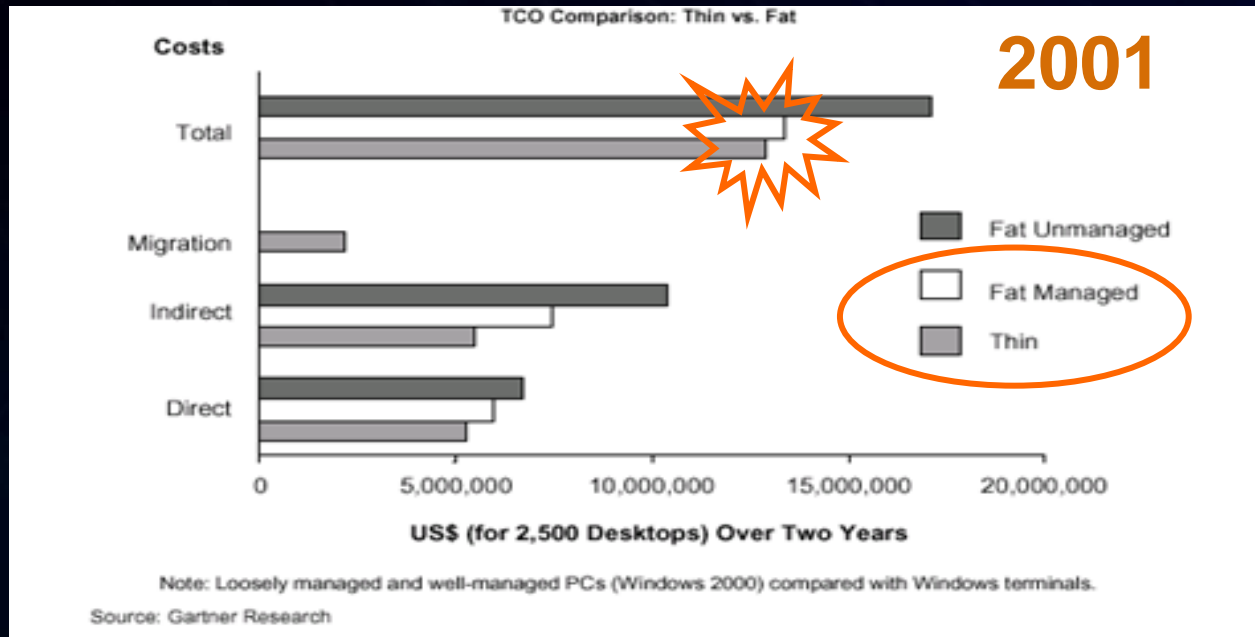 TCO Comparison: Thin vs. Fat
Costs
2001
Total
Migration
Indirect
Direct
Fat Unmanaged
Fat Managed
Thin
0 5,000,000 10,000,000 15,000,000 20,000,000
US$ (for 2,500 Desktops) Over Two Years
Note: Loosely managed and well-managed PCs (Windows 2000) compared with Windows terminals.
Source: Gartner Research